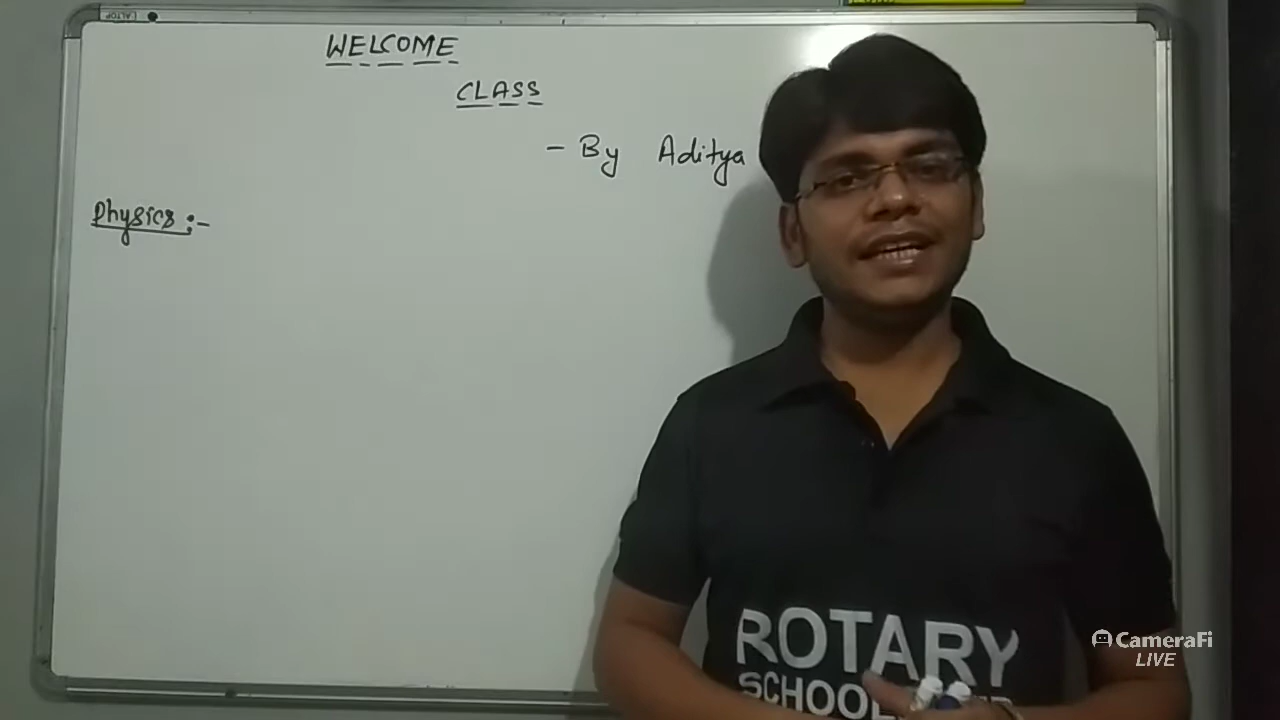 WELCOME
CLASS
- By Aditya
Physics :-
ROTARY
SCHOOL
CameraFi
LIVE